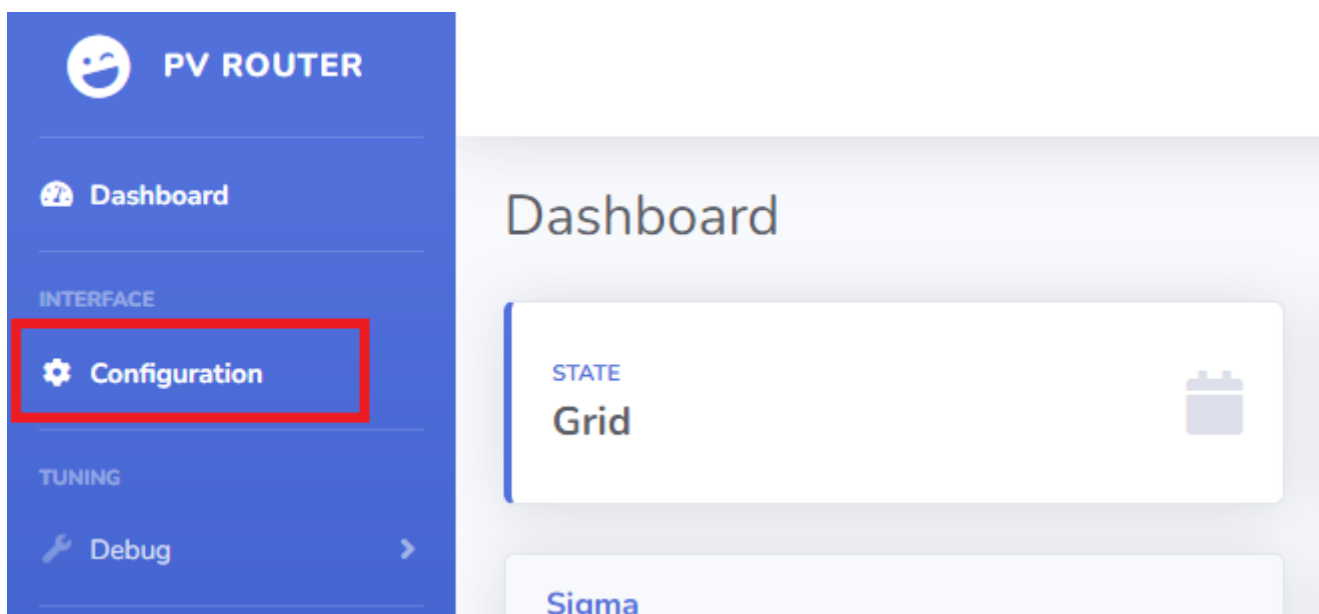 PV ROUTER
Dashboard
INTERFACE
Configuration
TUNING
Debug
Dashboard
STATE
Grid
Sigma